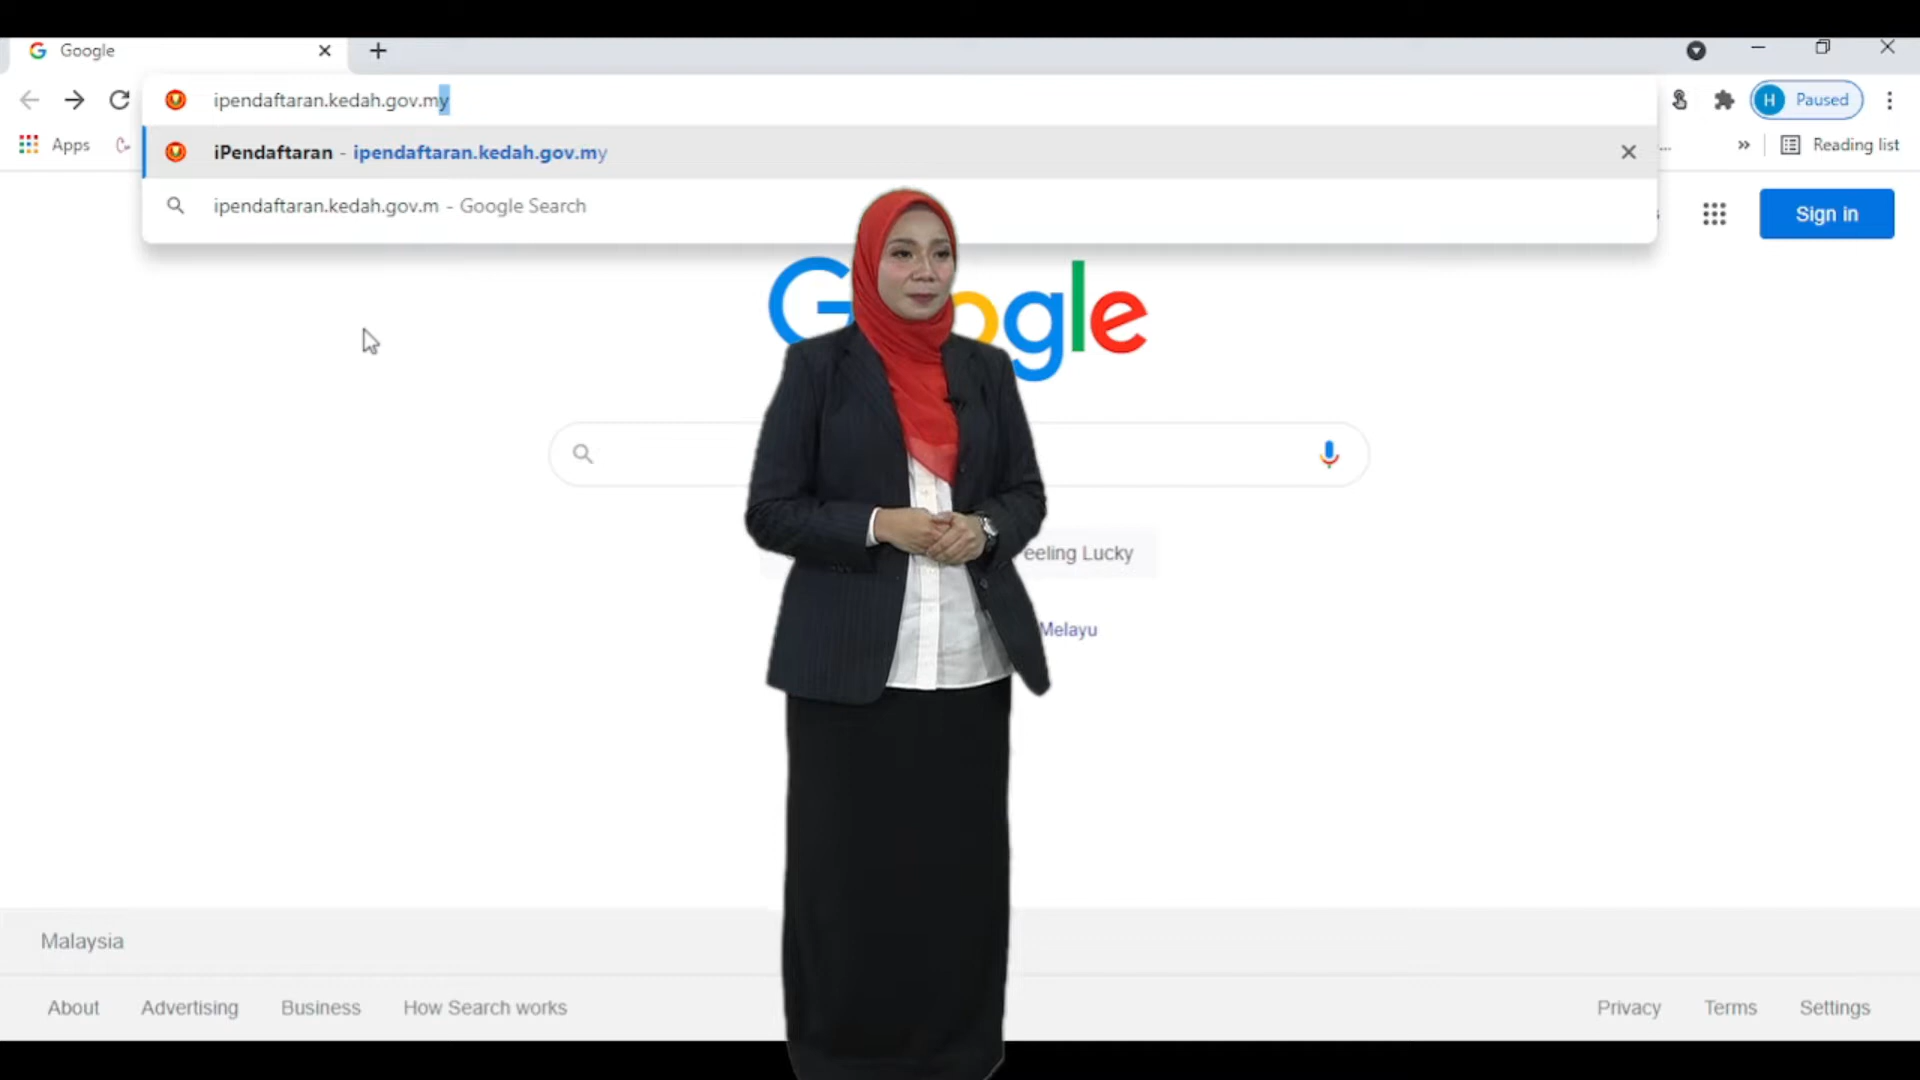 Google
ipendaftaran.kedah.gov.my
H Paused
Apps
Reading list
iPendaftaran - ipendaftaran.kedah.gov.my
ipendaftaran.kedah.gov.m - Google Search
Sign in
G ogle
eeling Lucky
Melayu
Malaysia
About Advertising Business How Search works
Privacy Terms Settings